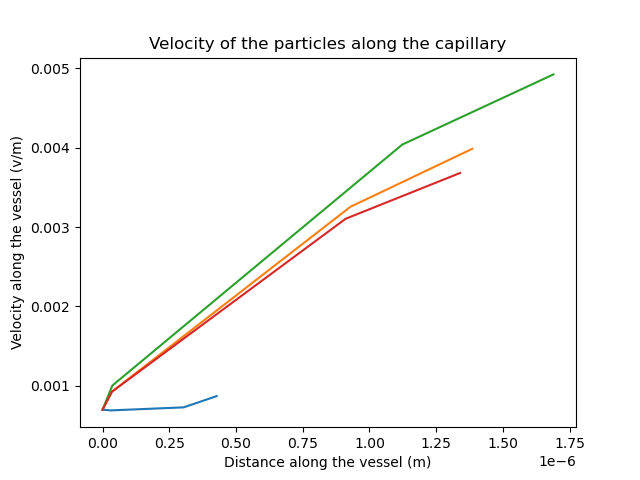 Velocity of the particles along the capillary
0.005
0.004
0.003
0.002
0.001
Velocity along the vessel (v/m)
0.00 0.25 0.50 0.75 1.00 1.25 1.50 1.75
1e−6
Distance along the vessel (m)